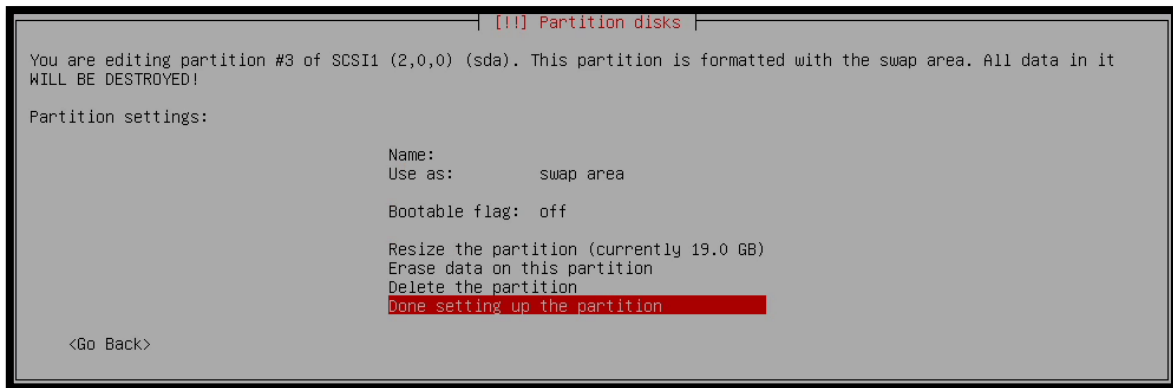 [!!] Partition disks
You are editing partition #3 of SCSI1 (2,0,0) (sda). This partition is formatted with the swap area. All data in it
WILL BE DESTROYED!
Partition settings:
Name:
Use as: swap area
Bootable flag: off
Resize the partition (currently 19.0 GB)
Erase data on this partition
Delete the partition
Done setting up the partition
<Go Back>